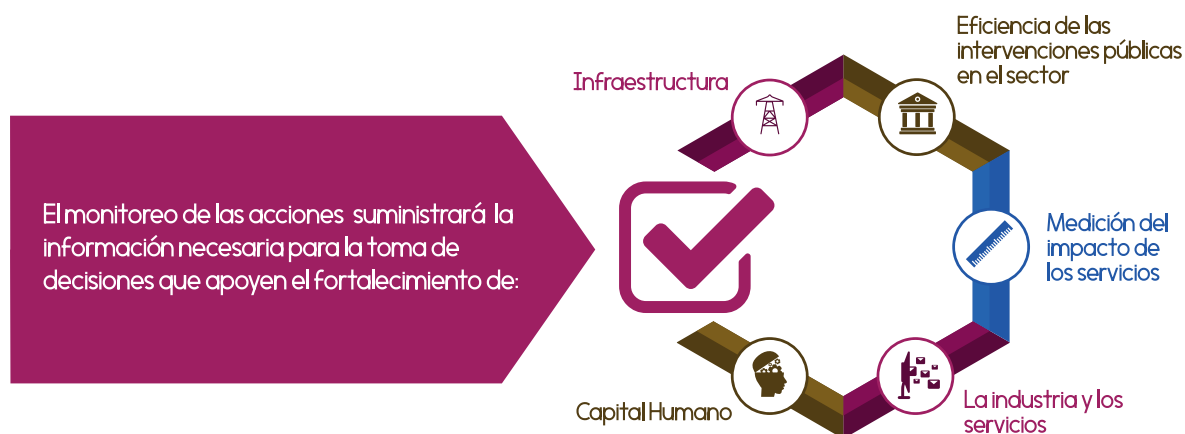 El monitoreo de las acciones suministrará la
información necesaria para la toma de
decisiones que apoyen el fortalecimiento de:
Infraestructura
Eficiencia de las
intervenciones públicas
en el sector
Medición del
impacto de
los servicios
La industria y los
servicios
Capital Humano